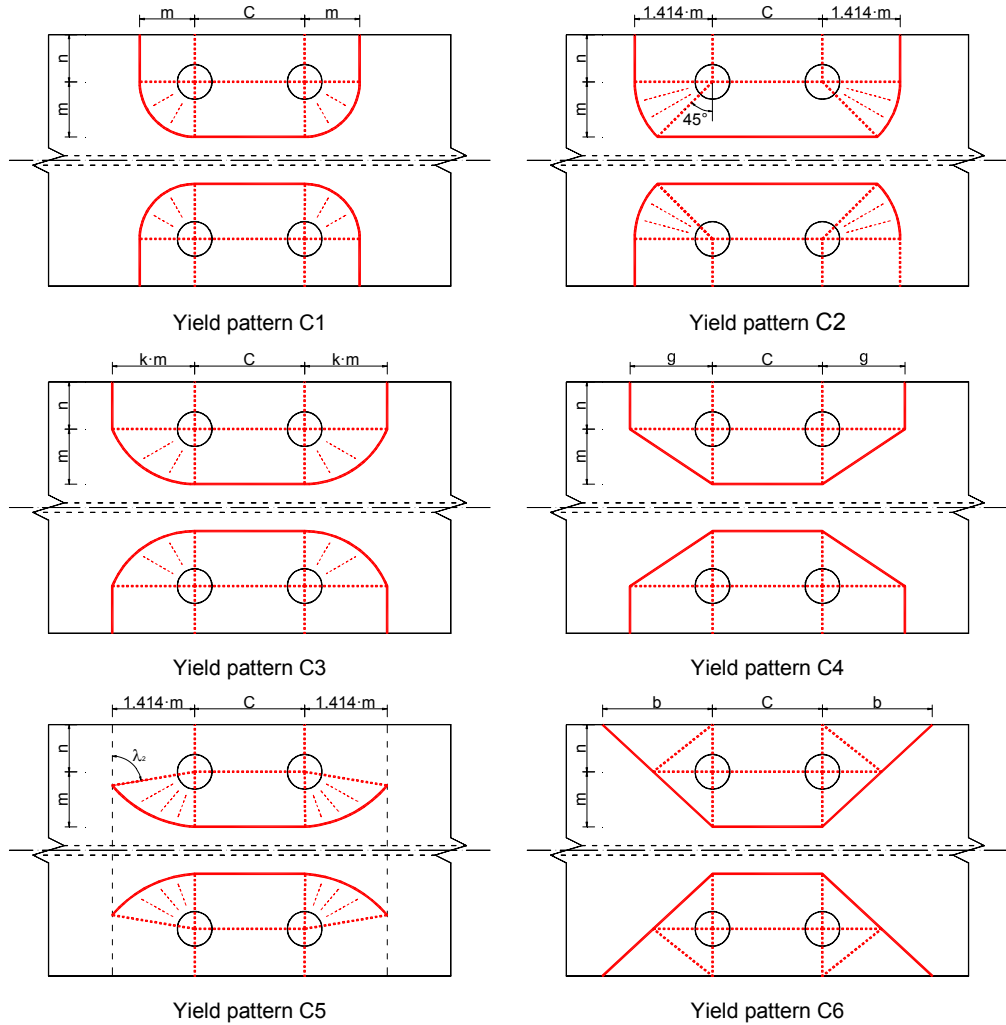 m C m
n
m
Yield pattern C1
1.414·m C 1.414·m
n
m
45°
Yield pattern C2
k·m C k·m
n
m
Yield pattern C3
g C g
n
m
Yield pattern C4
1.414·m C 1.414·m
n
m
λ₂
Yield pattern C5
b C b
n
m
Yield pattern C6